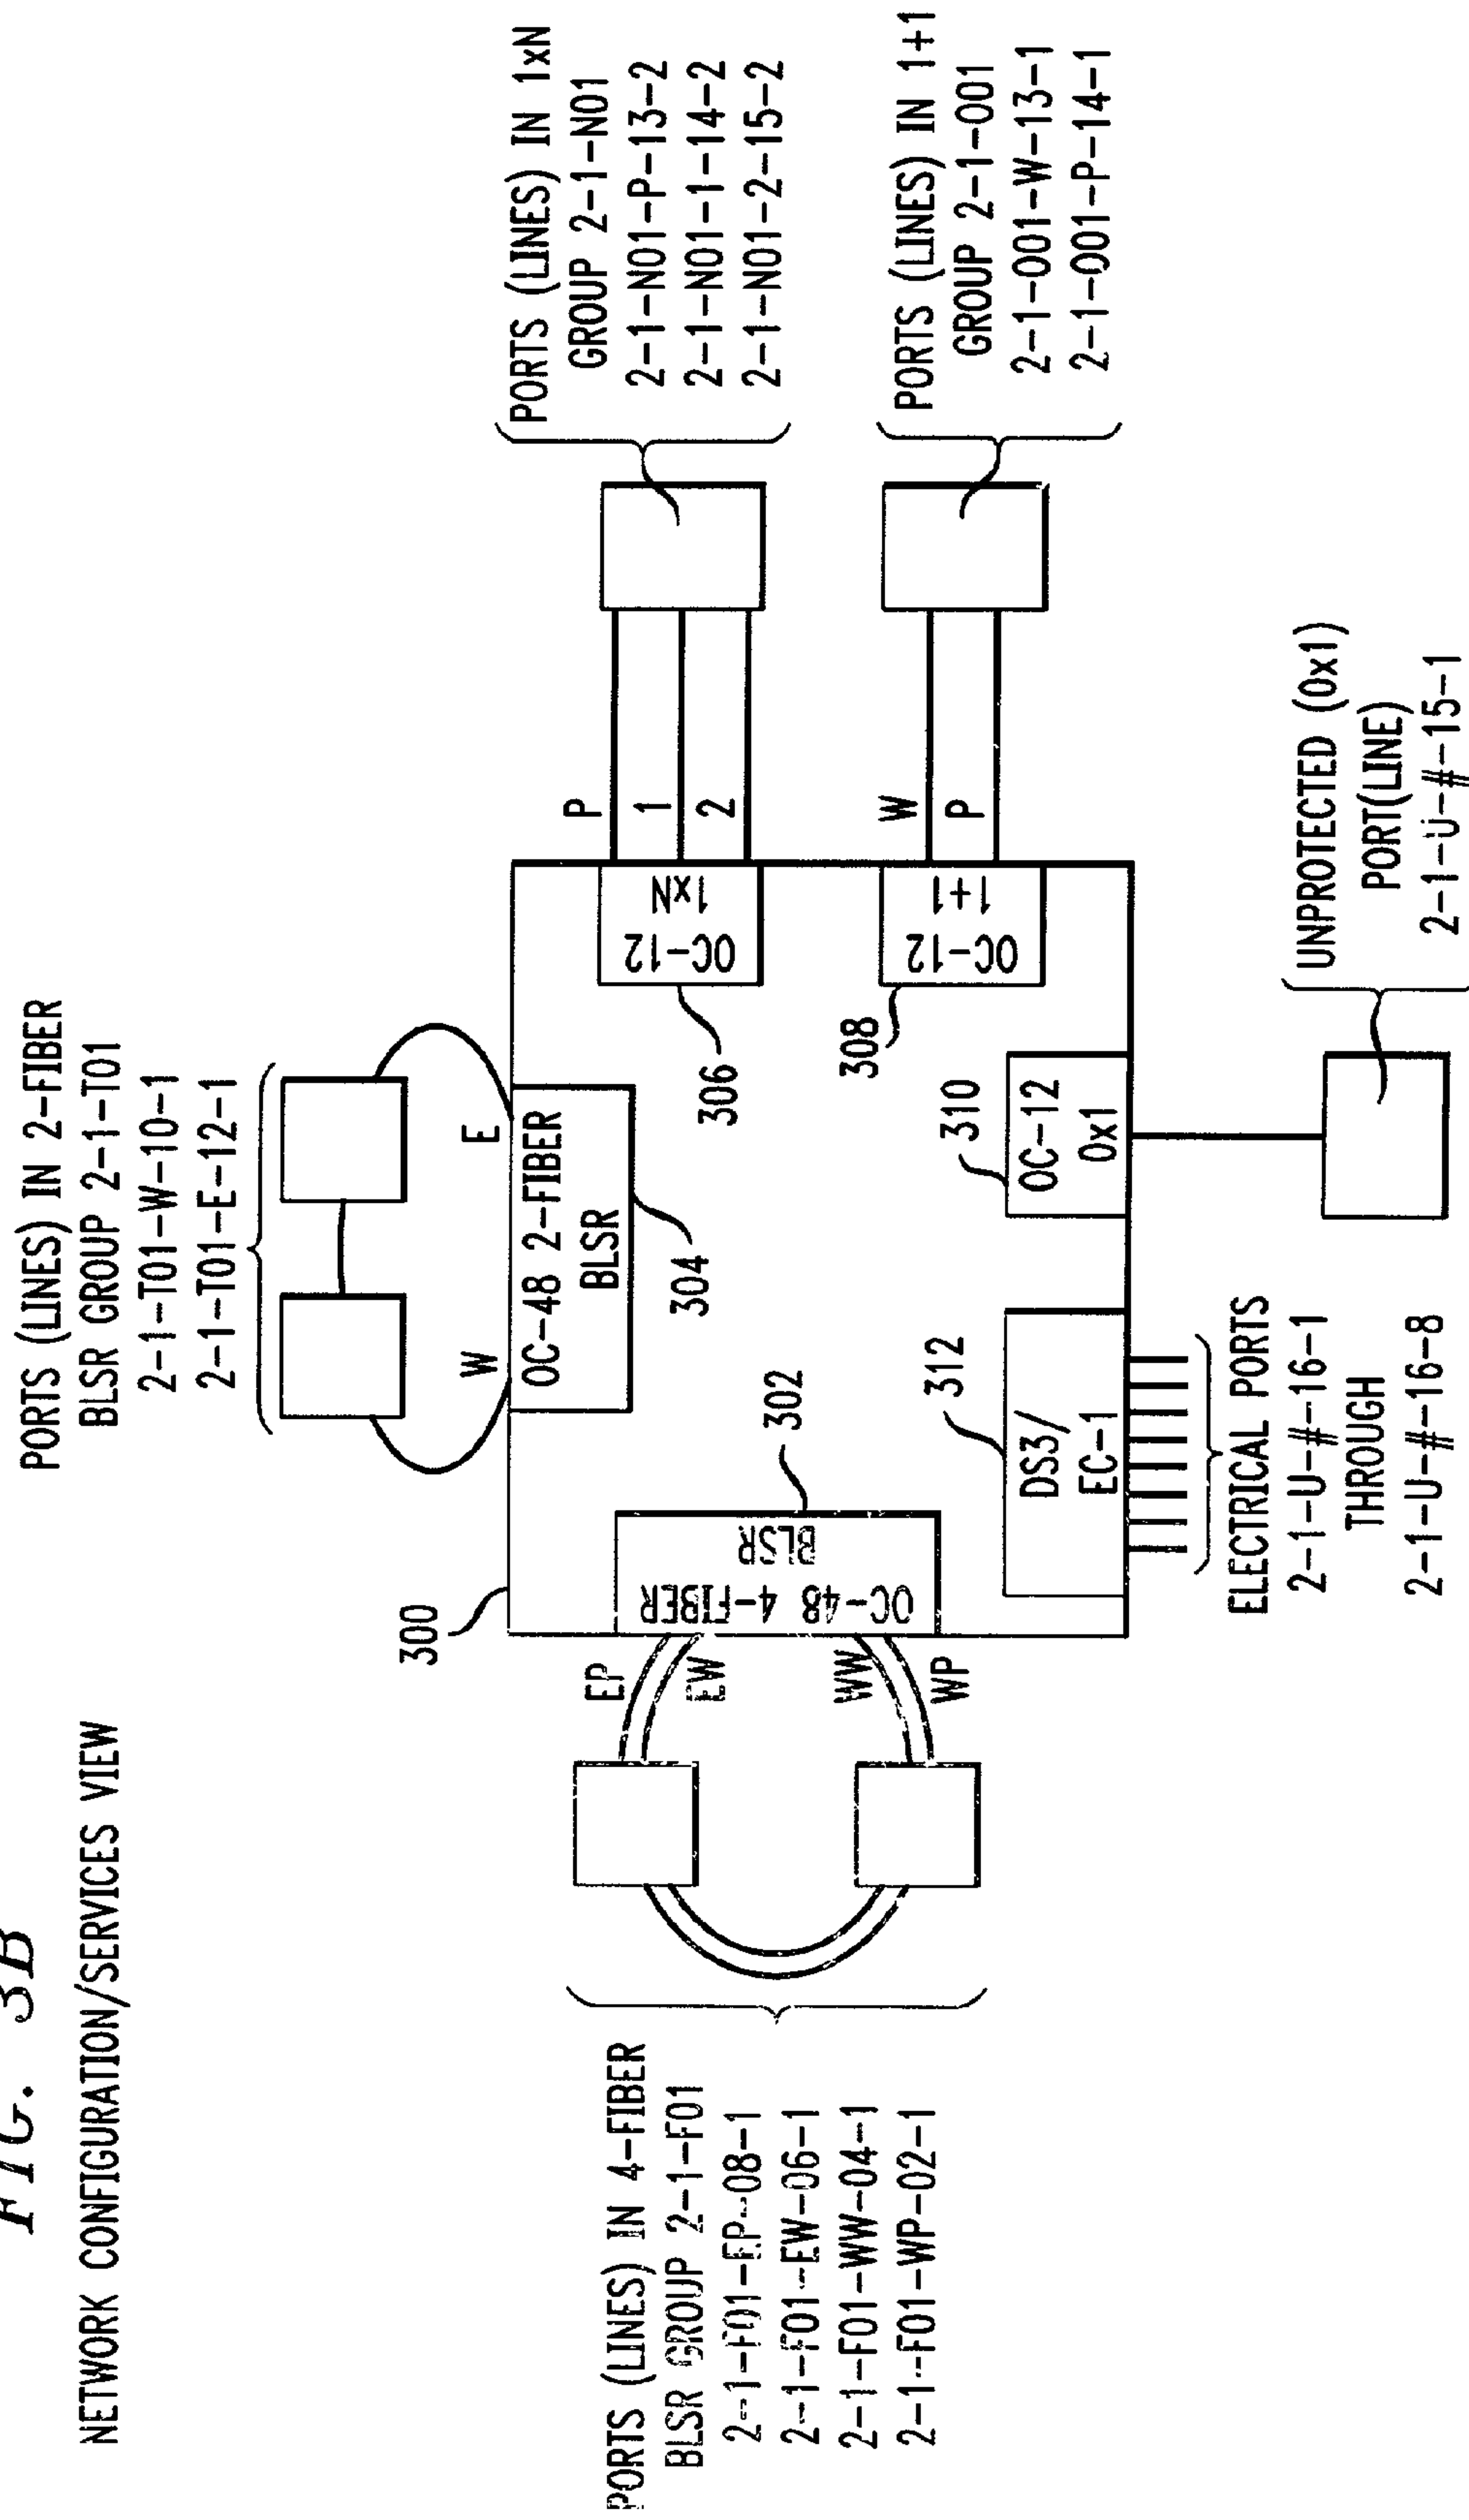 FIG. 3B
NETWORK CONFIGURATION/SERVICES VIEW
PORTS (LINES) IN 2-FIBER
BLSR GROUP 2-1-T01
2-1-T01-W-10-1
2-1-T01-E-12-1
W
E
300
OC-48 2-FIBER
BLSR
304
PORTS (LINES) IN 4-FIBER
BLSR GROUP 2-1-F01
2-1-F01-EP-08-1
2-1-F01-EW-06-1
2-1-F01-WW-04-1
2-1-F01-WP-02-1
EP
EW
WW
WP
OC-48 4-FIBER
BLSR
302
OC-12
1xN
306
P
1
2
PORTS (LINES) IN 1xN
GROUP 2-1-N01
2-1-N01-P-13-2
2-1-N01-1-14-2
2-1-N01-2-15-2
OC-12
1+1
308
W
P
PORTS (LINES) IN 1+1
GROUP 2-1-001
2-1-001-W-13-1
2-1-001-P-14-1
312
DS3/
EC-1
310
OC-12
0x1
ELECTRICAL PORTS
2-1-U-#-16-1
THROUGH
2-1-U-#-16-8
UNPROTECTED (0x1)
PORT(LINE)
2-1-U-#-15-1